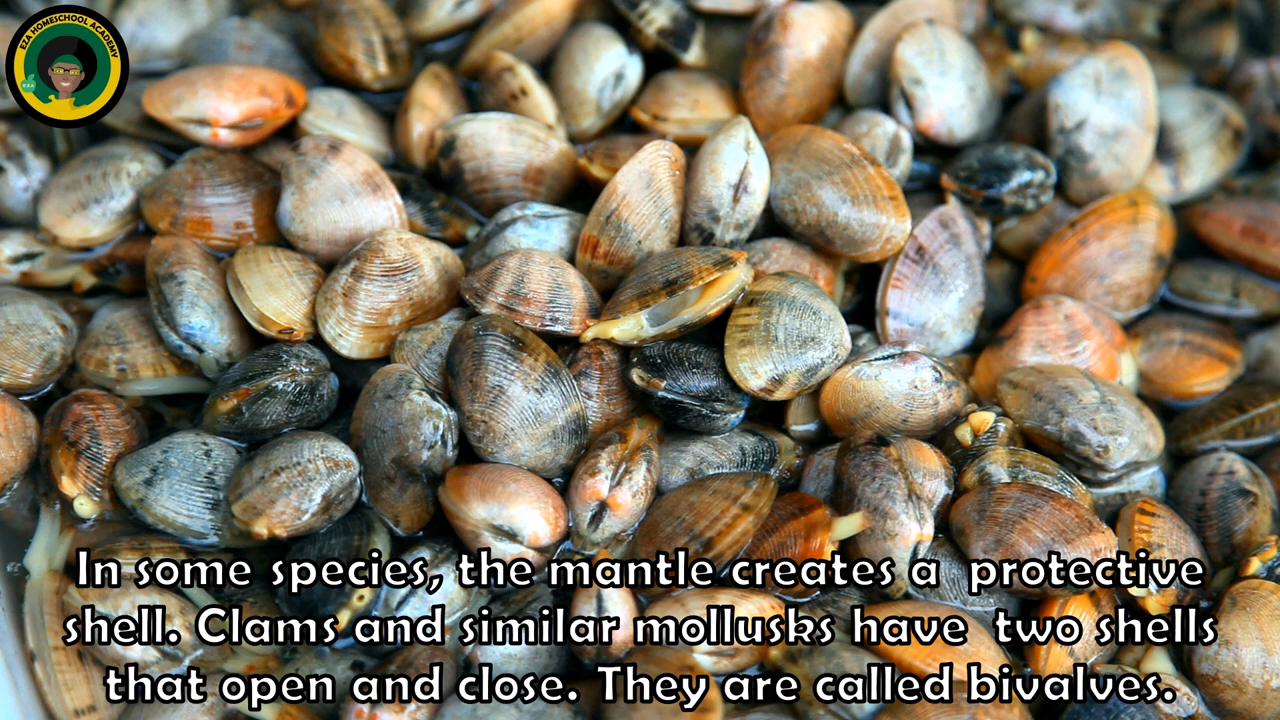 EZA HOMESCHOOL ACADEMY
EZA
In some species, the mantle creates a protective
shell. Clams and similar mollusks have two shells
that open and close. They are called bivalves.